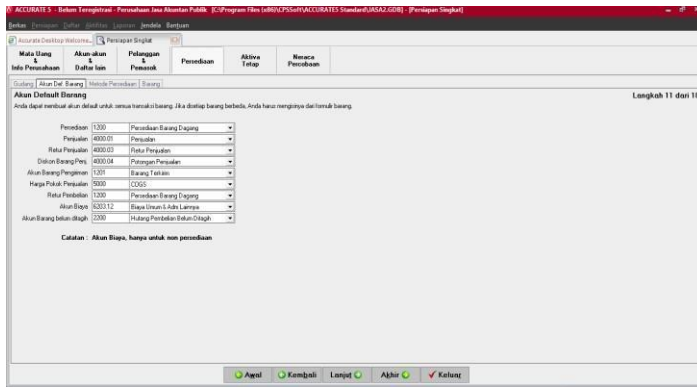 ACCURATE 5 - Belum Teregistrasi - Perusahaan Jasa Akuntan Publik [C:\Program Files (x86)\CPSSoft\ACCURATE5 Standard\JASA2.GDB] - [Persiapan Singkat]
Berkas Persiapan Daftar Aktifitas Laporan Jendela Bantuan
Accurate Desktop Welcome... Persiapan Singkat
Mata Uang & Info Perusahaan
Akun-akun & Daftar lain
Pelanggan & Pemasok
Persediaan
Aktiva Tetap
Neraca Percobaan
Gudang Akun Def. Barang Metode Persediaan Barang
Akun Default Barang
Langkah 11 dari
Anda dapat membuat akun default untuk semua transaksi barang. Jika disetiap barang berbeda, Anda harus mengisinya dari formulir barang.
Persediaan 1200 Persediaan Barang Dagang
Penjualan 4000.01 Penjualan
Retur Penjualan 4000.03 Retur Penjualan
Diskon Barang Penj. 4000.04 Potongan Penjualan
Akun Barang Pengiriman 1201 Barang Terkirim
Harga Pokok Penjualan 5000 COGS
Retur Pembelian 1200 Persediaan Barang Dagang
Akun Biaya 6203.12 Biaya Umum & Adm Lainnya
Akun Barang belum ditagih 2200 Hutang Pembelian Belum Ditagih
Catatan : Akun Biaya, hanya untuk non persediaan
Awal Kembali Lanjut Akhir Keluar